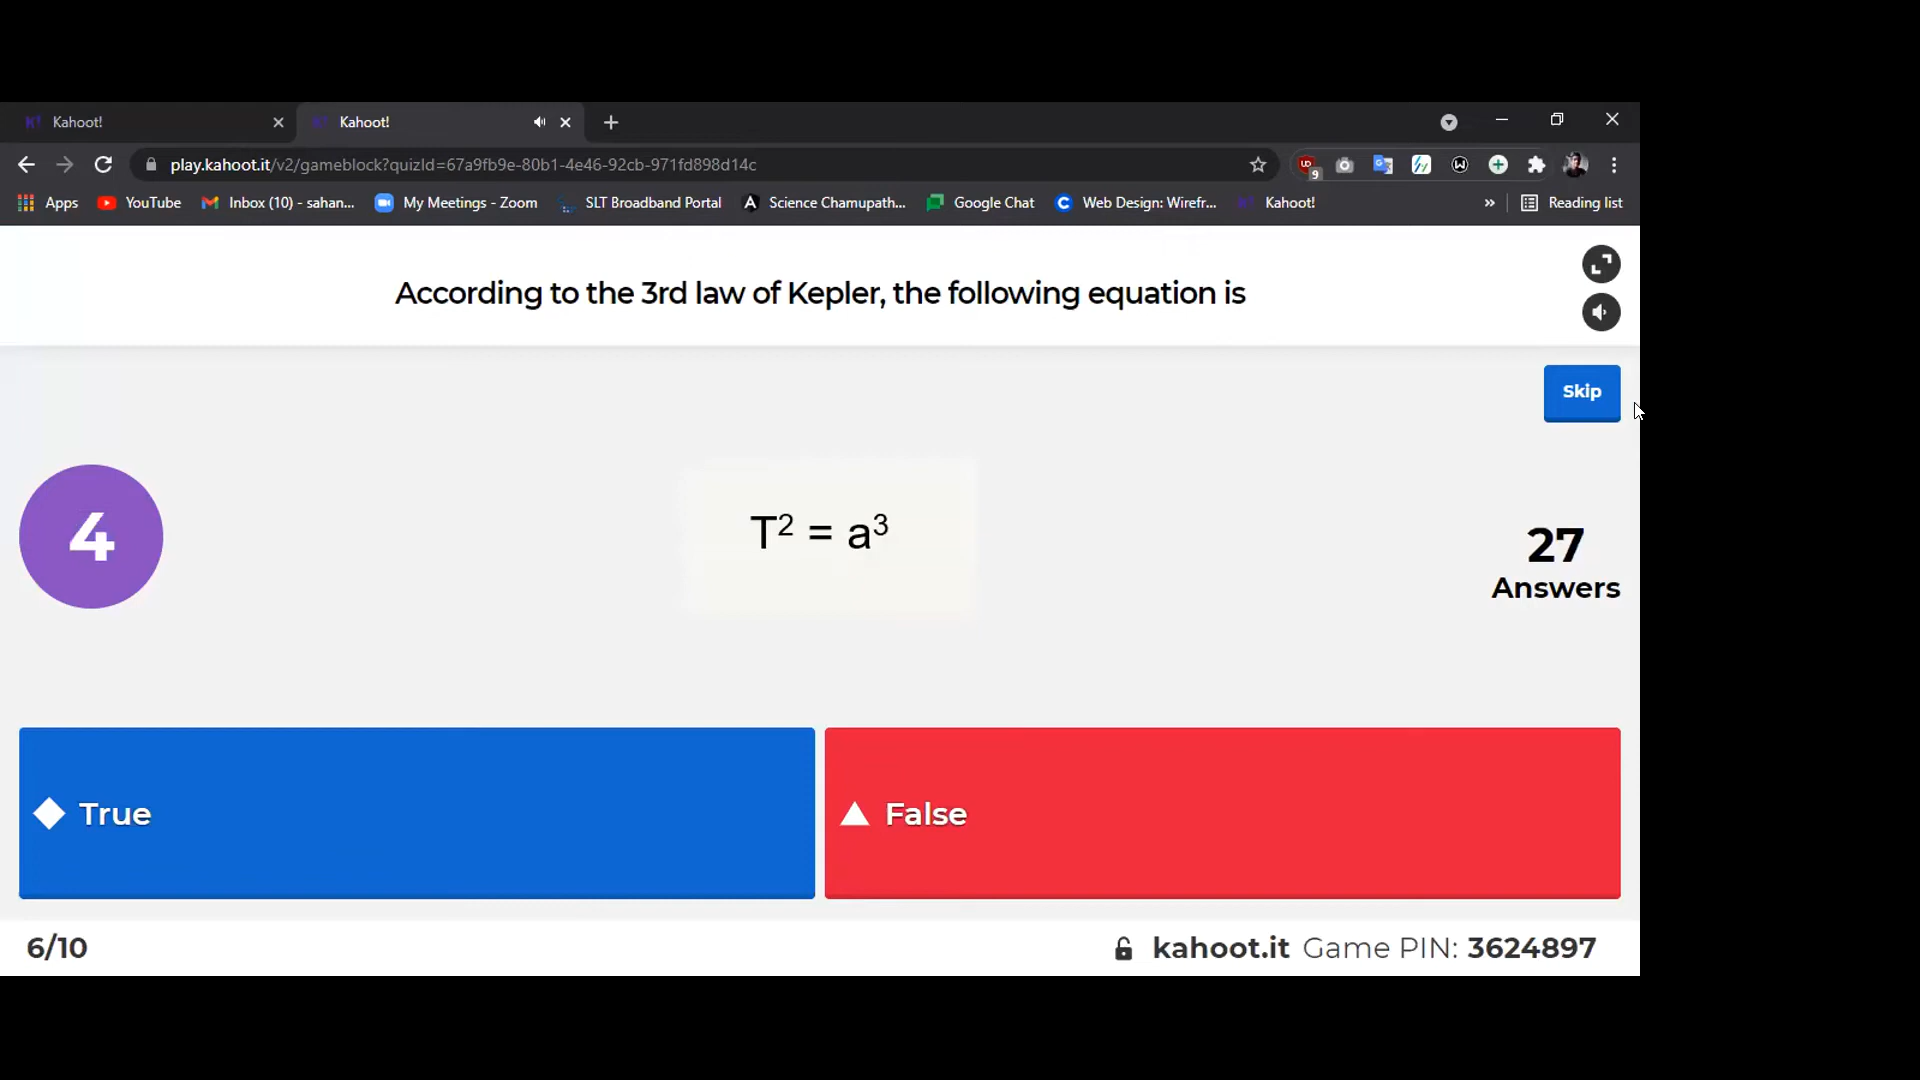 Kahoot!
Kahoot!
play.kahoot.it/v2/gameblock?quizId=67a9fb9e-80b1-4e46-92cb-971fd898d14c
9
Apps YouTube Inbox (10) - sahan... My Meetings - Zoom SLT Broadband Portal Science Chamupath... Google Chat Web Design: Wirefr... Kahoot! » Reading list
According to the 3rd law of Kepler, the following equation is
Skip
4
T² = a³
27
Answers
True
False
6/10
kahoot.it Game PIN: 3624897